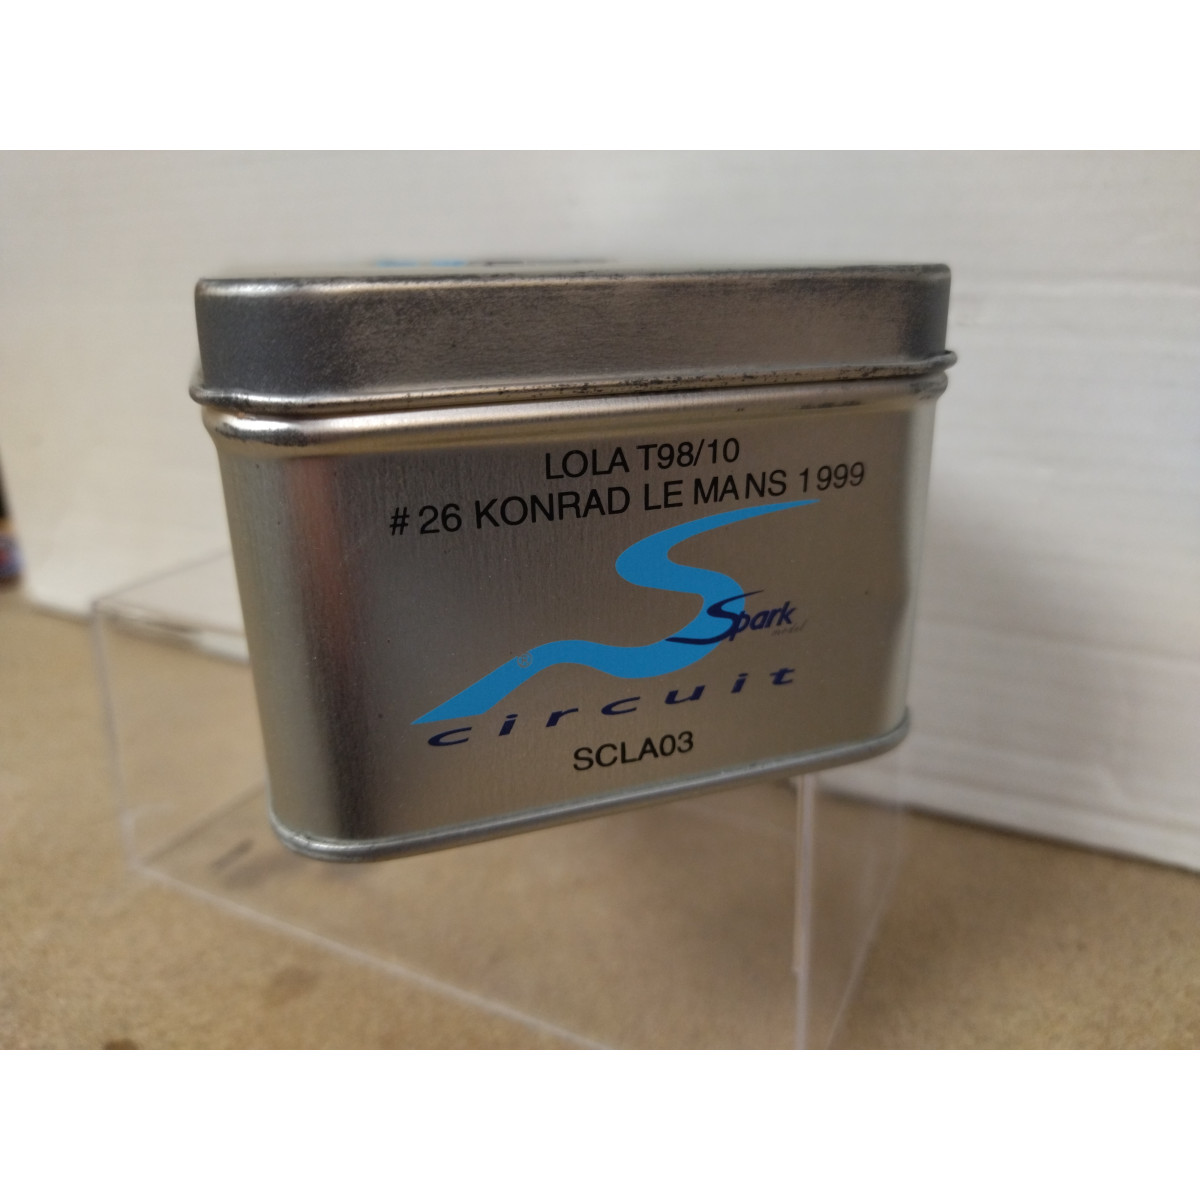 LOLA T98/10
# 26 KONRAD LE MANS 1999
Spark
circuit
SCLA03